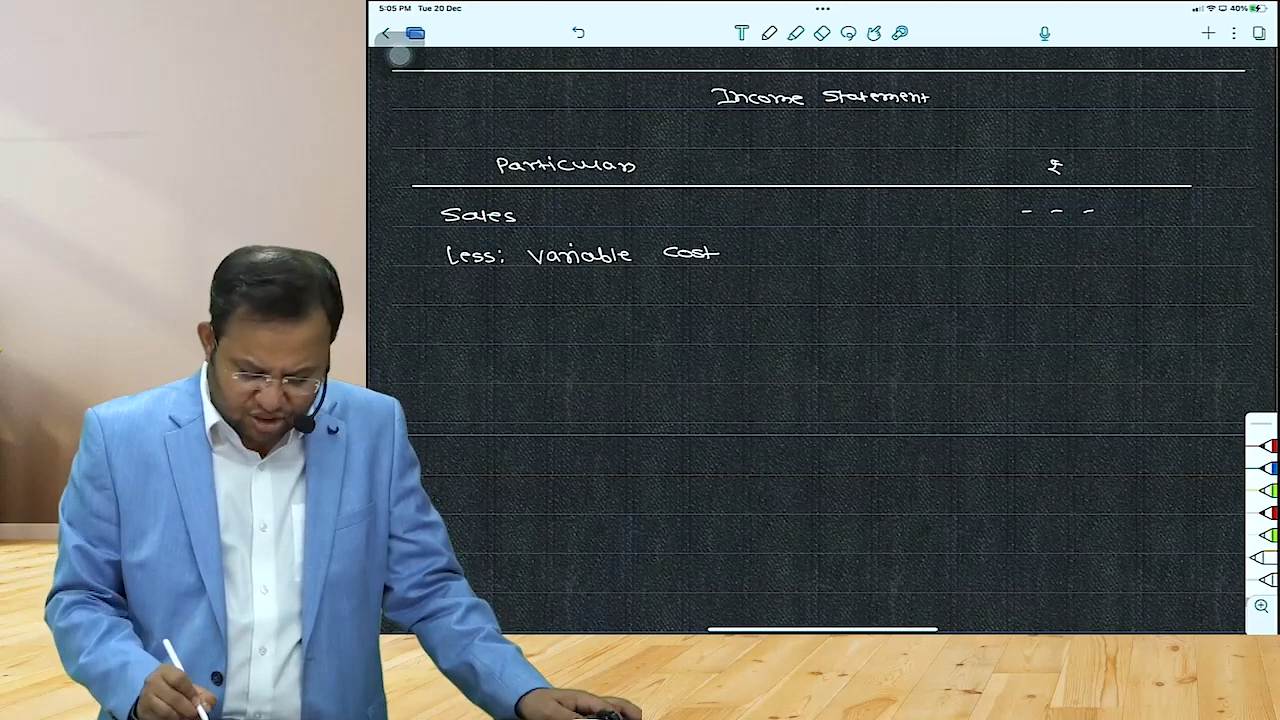 5:05 PM Tue 20 Dec
40%
Income Statement
Particulars ₹
Sales - - -
Less: Variable cost